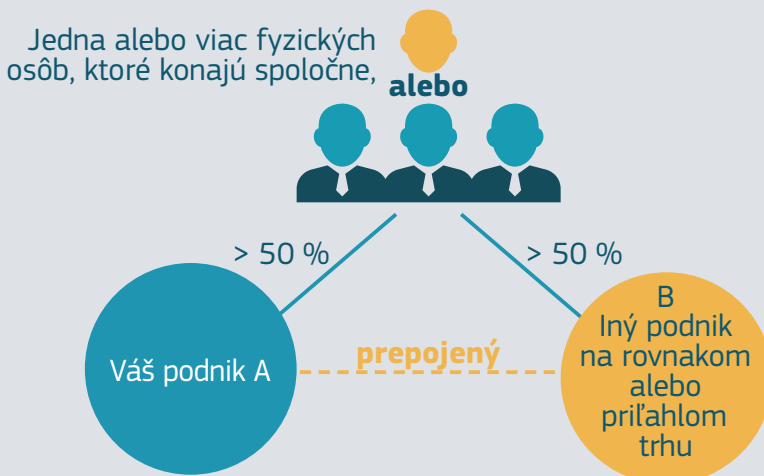 Jedna alebo viac fyzických
osôb, ktoré konajú spoločne,
alebo
> 50 %
> 50 %
Váš podnik A
prepojený
B
Iný podnik
na rovnakom
alebo
priľahlom
trhu